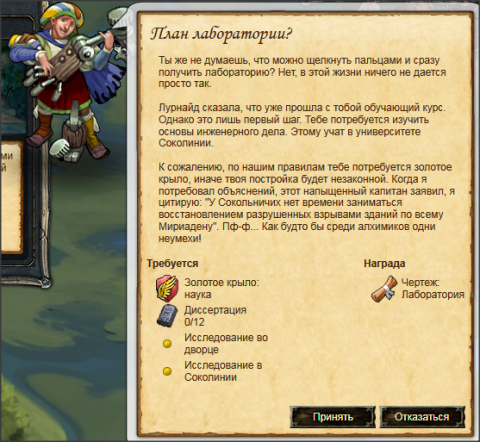 План лаборатории?
Ты же не думаешь, что можно щелкнуть пальцами и сразу
получить лабораторию? Нет, в этой жизни ничего не дается
просто так.
Лурнайд сказала, что уже прошла с тобой обучающий курс.
Однако это лишь первый шаг. Тебе потребуется изучить
основы инженерного дела. Этому учат в университете
Соколинии.
К сожалению, по нашим правилам тебе потребуется золотое
крыло, иначе твоя постройка будет незаконной. Когда я
потребовал объяснений, этот напыщенный капитан заявил, я
цитирую: "У Сокольничих нет времени заниматься
восстановлением разрушенных взрывами зданий по всему
Мириадену". Пф-ф... Как будто бы среди алхимиков одни
неумехи!
Требуется
Золотое крыло:
наука
Диссертация
0/12
Исследование во
дворце
Исследование в
Соколинии
Награда
Чертеж:
Лаборатория
Принять
Отказаться
ми
й